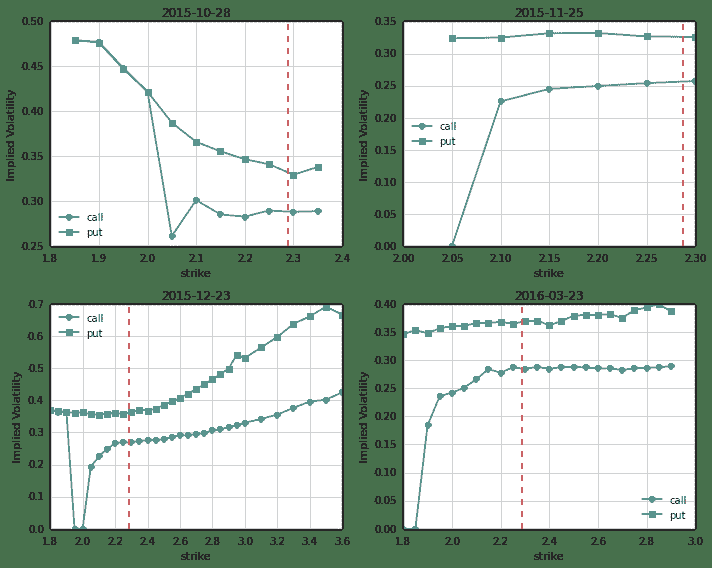 2015-10-28
0.50
0.45
0.40
0.35
0.30
0.25
Implied Volatility
call
put
1.8 1.9 2.0 2.1 2.2 2.3 2.4
strike
2015-11-25
0.35
0.30
0.25
0.20
0.15
0.10
0.05
0.00
Implied Volatility
call
put
2.00 2.05 2.10 2.15 2.20 2.25 2.30
strike
2015-12-23
0.7
0.6
0.5
0.4
0.3
0.2
0.1
0.0
Implied Volatility
call
put
1.8 2.0 2.2 2.4 2.6 2.8 3.0 3.2 3.4 3.6
strike
2016-03-23
0.40
0.35
0.30
0.25
0.20
0.15
0.10
0.05
0.00
Implied Volatility
call
put
1.8 2.0 2.2 2.4 2.6 2.8 3.0
strike